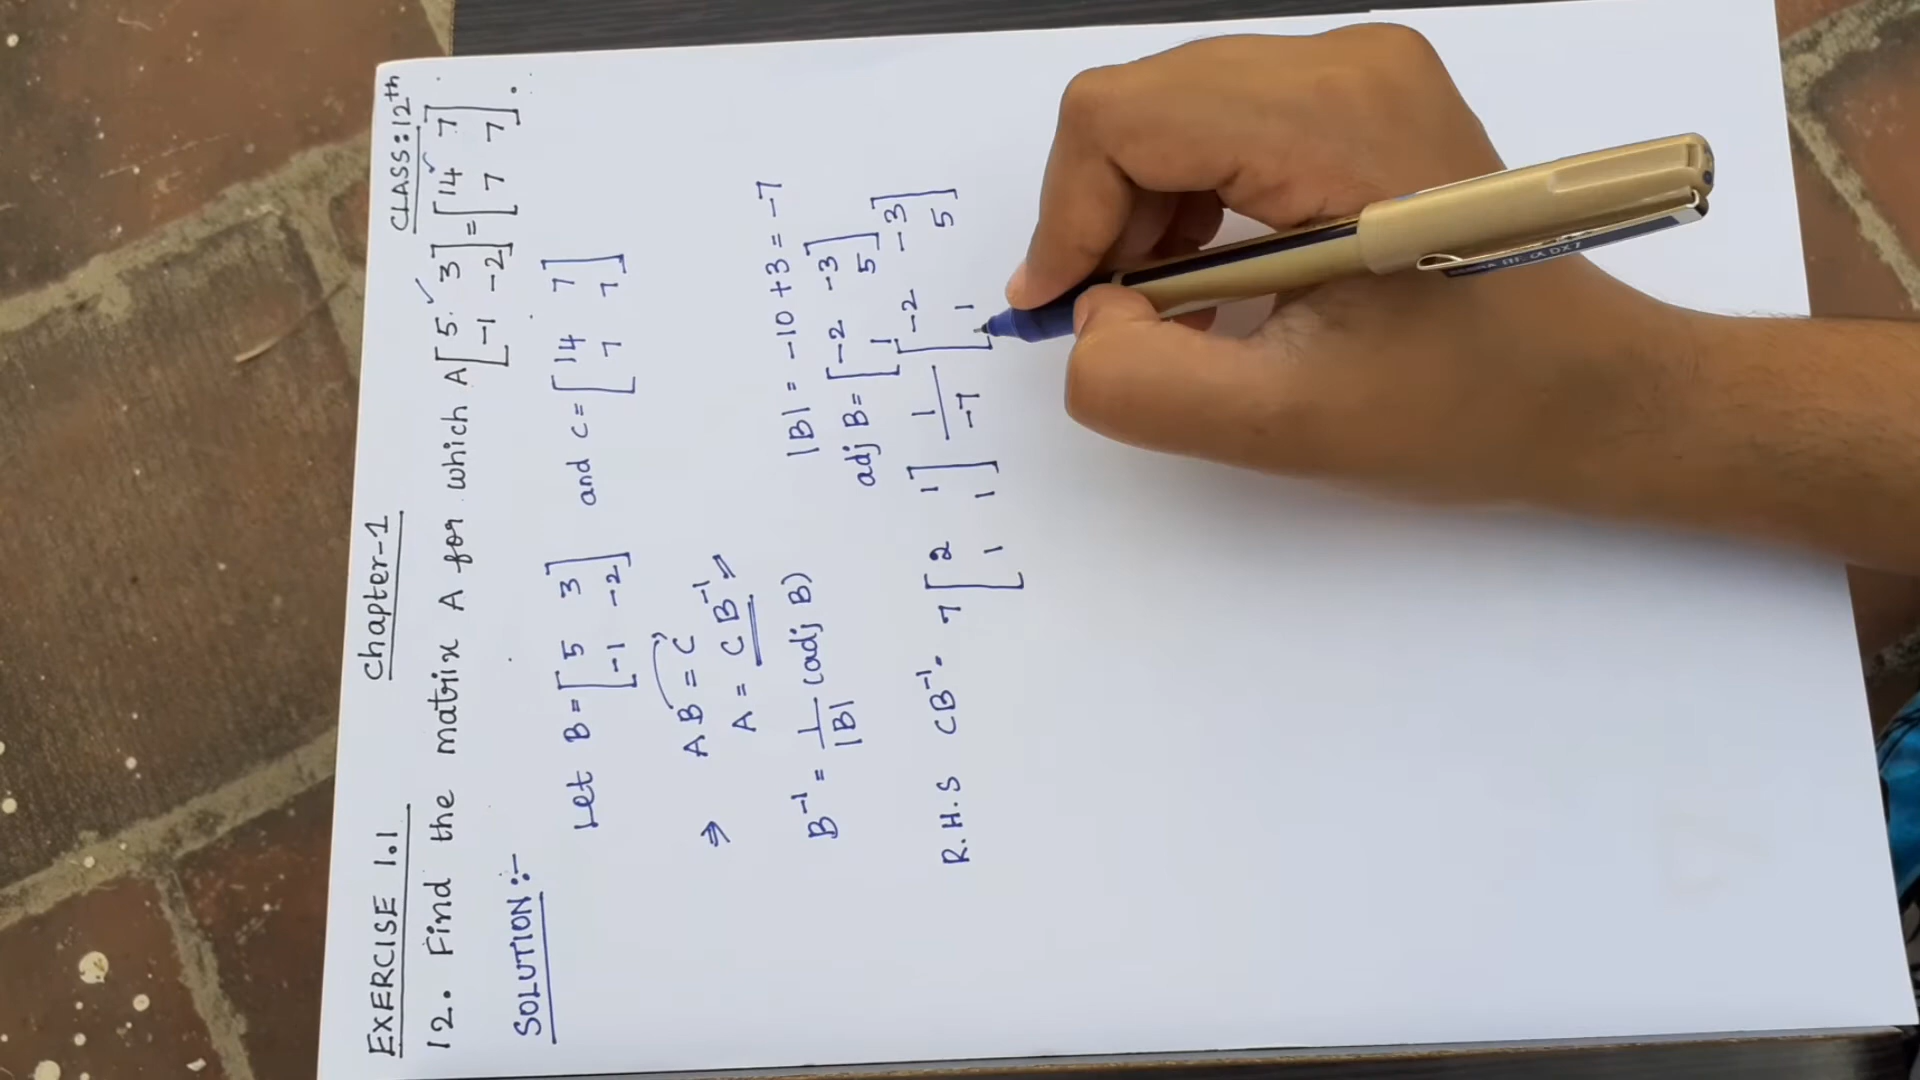 Chapter-1 CLASS:12th
EXERCISE 1.1
12. Find the matrix A for which A[5 3] = [14 7]
[-1 -2] [7 7].
SOLUTION:-
Let B = [5 3] and C = [14 7]
[-1 -2] [7 7]
⇒ AB = C
A = CB⁻¹
|B| = -10 + 3 = -7
B⁻¹ = 1/|B| (adj B) adj B = [-2 -3]
[1 5]
R.H.S CB⁻¹ = 7 [2 1] 1/-7 [-2 -3]
[1 1] [1 5]